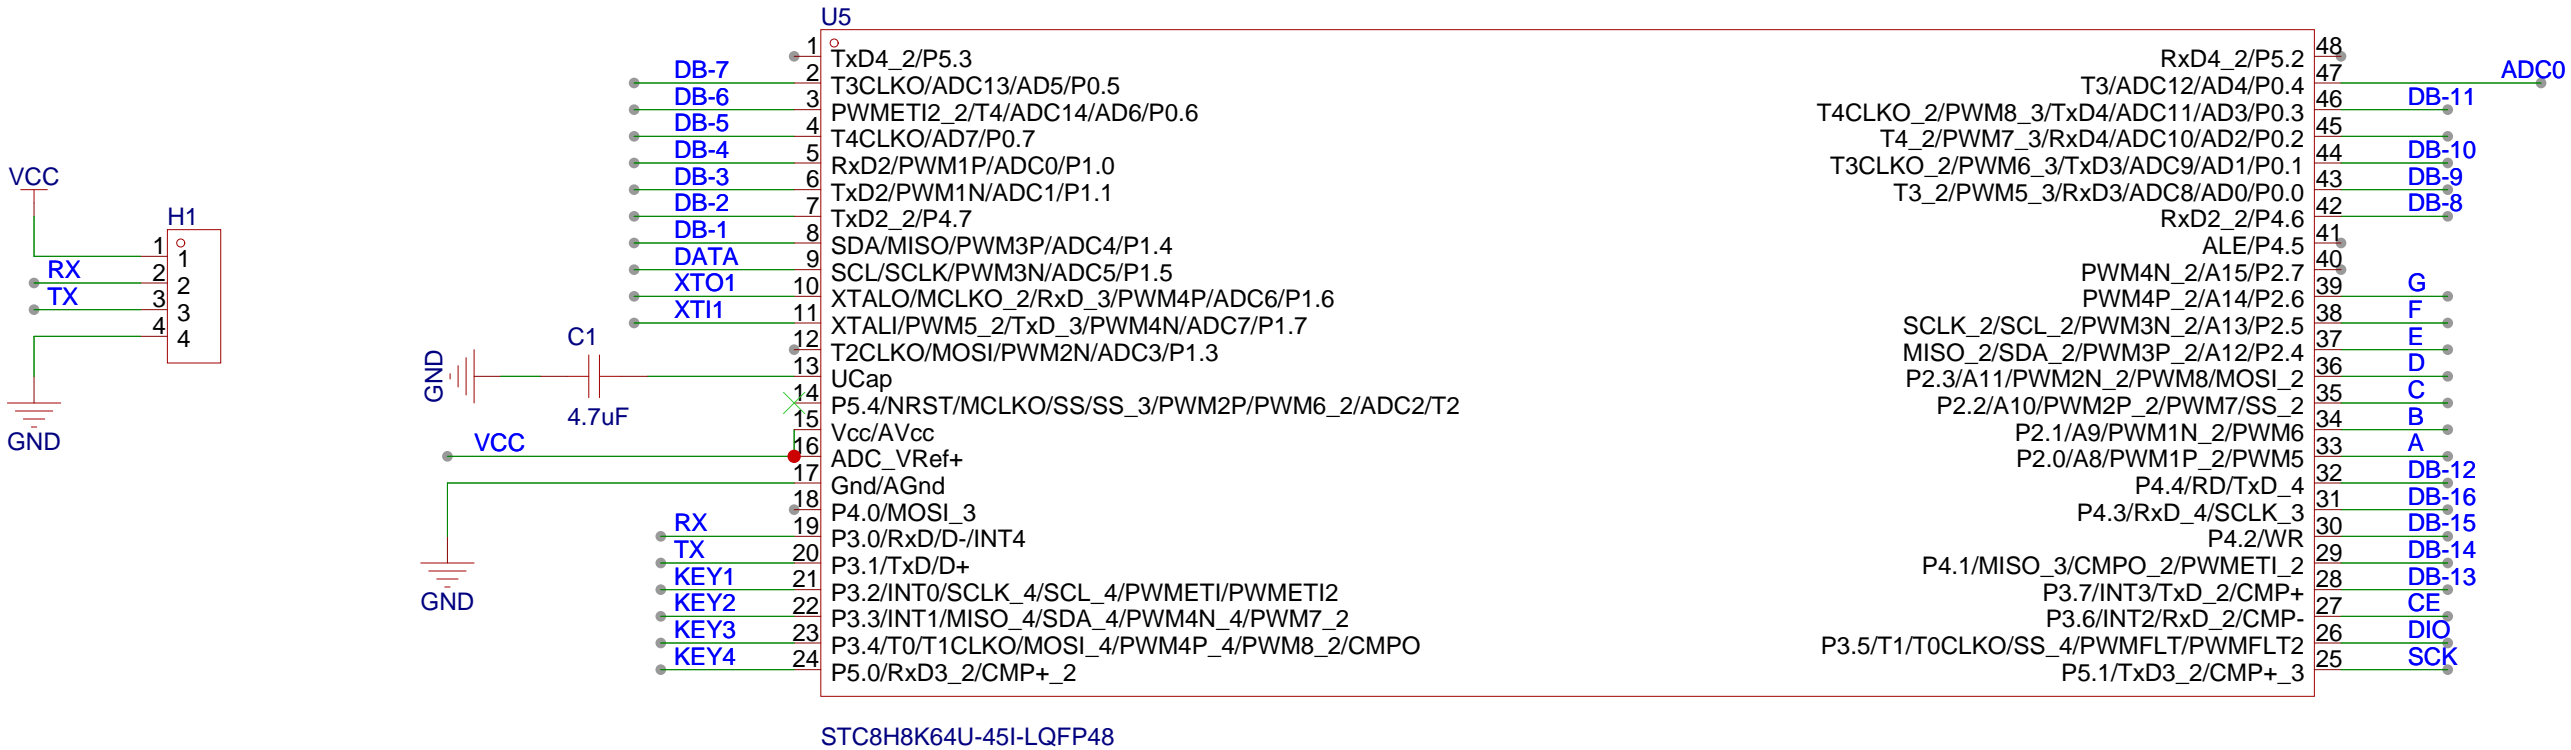 U5
1 TxD4_2/P5.3
DB-7 2 T3CLKO/ADC13/AD5/P0.5
DB-6 3 PWMETI2_2/T4/ADC14/AD6/P0.6
DB-5 4 T4CLKO/AD7/P0.7
DB-4 5 RxD2/PWM1P/ADC0/P1.0
DB-3 6 TxD2/PWM1N/ADC1/P1.1
DB-2 7 TxD2_2/P4.7
DB-1 8 SDA/MISO/PWM3P/ADC4/P1.4
DATA 9 SCL/SCLK/PWM3N/ADC5/P1.5
XTO1 10 XTALO/MCLKO_2/RxD_3/PWM4P/ADC6/P1.6
XTI1 11 XTALI/PWM5_2/TxD_3/PWM4N/ADC7/P1.7
12 T2CLKO/MOSI/PWM2N/ADC3/P1.3
13 UCap
14 P5.4/NRST/MCLKO/SS/SS_3/PWM2P/PWM6_2/ADC2/T2
15 Vcc/AVcc
VCC 16 ADC_VRef+
17 Gnd/AGnd
18 P4.0/MOSI_3
RX 19 P3.0/RxD/D-/INT4
TX 20 P3.1/TxD/D+
KEY1 21 P3.2/INT0/SCLK_4/SCL_4/PWMETI/PWMETI2
KEY2 22 P3.3/INT1/MISO_4/SDA_4/PWM4N_4/PWM7_2
KEY3 23 P3.4/T0/T1CLKO/MOSI_4/PWM4P_4/PWM8_2/CMPO
KEY4 24 P5.0/RxD3_2/CMP+_2
RxD4_2/P5.2 48
T3/ADC12/AD4/P0.4 47 ADC0
T4CLKO_2/PWM8_3/TxD4/ADC11/AD3/P0.3 46 DB-11
T4_2/PWM7_3/RxD4/ADC10/AD2/P0.2 45
T3CLKO_2/PWM6_3/TxD3/ADC9/AD1/P0.1 44 DB-10
T3_2/PWM5_3/RxD3/ADC8/AD0/P0.0 43 DB-9
RxD2_2/P4.6 42 DB-8
ALE/P4.5 41
PWM4N_2/A15/P2.7 40
PWM4P_2/A14/P2.6 39 G
SCLK_2/SCL_2/PWM3N_2/A13/P2.5 38 F
MISO_2/SDA_2/PWM3P_2/A12/P2.4 37 E
P2.3/A11/PWM2N_2/PWM8/MOSI_2 36 D
P2.2/A10/PWM2P_2/PWM7/SS_2 35 C
P2.1/A9/PWM1N_2/PWM6 34 B
P2.0/A8/PWM1P_2/PWM5 33 A
P4.4/RD/TxD_4 32 DB-12
P4.3/RxD_4/SCLK_3 31 DB-16
P4.2/WR 30 DB-15
P4.1/MISO_3/CMPO_2/PWMETI_2 29 DB-14
P3.7/INT3/TxD_2/CMP+ 28 DB-13
P3.6/INT2/RxD_2/CMP- 27 CE
P3.5/T1/T0CLKO/SS_4/PWMFLT/PWMFLT2 26 DIO
P5.1/TxD3_2/CMP+_3 25 SCK
STC8H8K64U-45I-LQFP48
VCC
H1
1 1
RX 2 2
TX 3 3
4 4
GND
C1
GND
4.7uF
GND